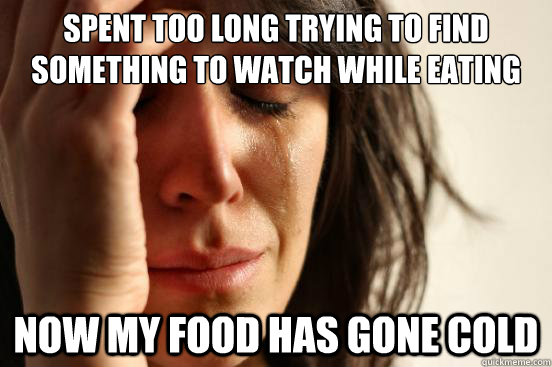 SPENT TOO LONG TRYING TO FIND
SOMETHING TO WATCH WHILE EATING
NOW MY FOOD HAS GONE COLD
quickmeme.com